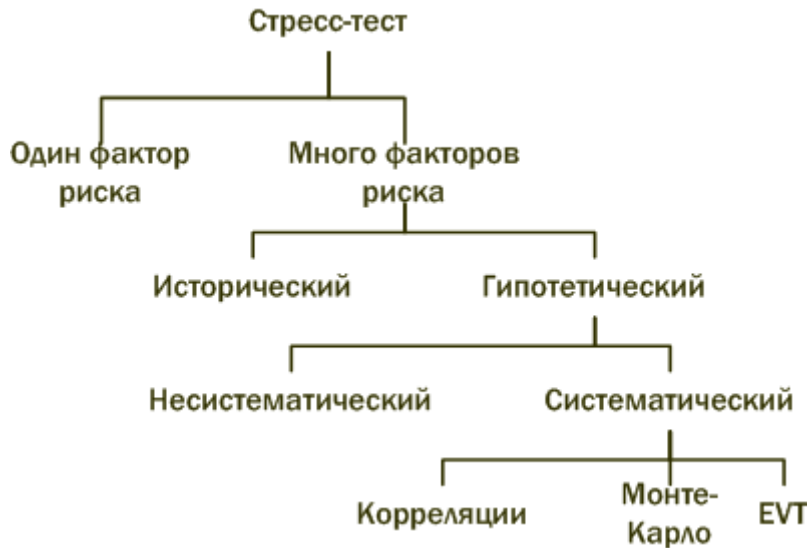 Стресс-тест
Один фактор
риска
Много факторов
риска
Исторический
Гипотетический
Несистематический
Систематический
Корреляции
Монте-
Карло
EVT